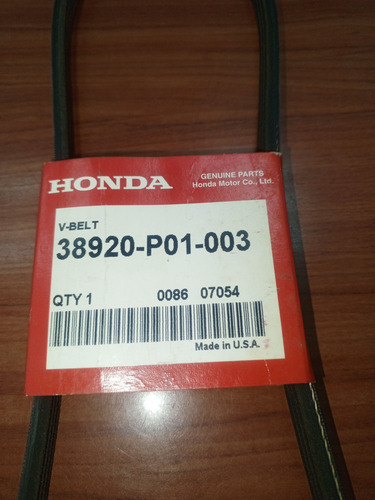 HONDA
GENUINE PARTS
Honda Motor Co., Ltd.
V-BELT
38920-P01-003
QTY 1 0086 07054
Made in U.S.A.